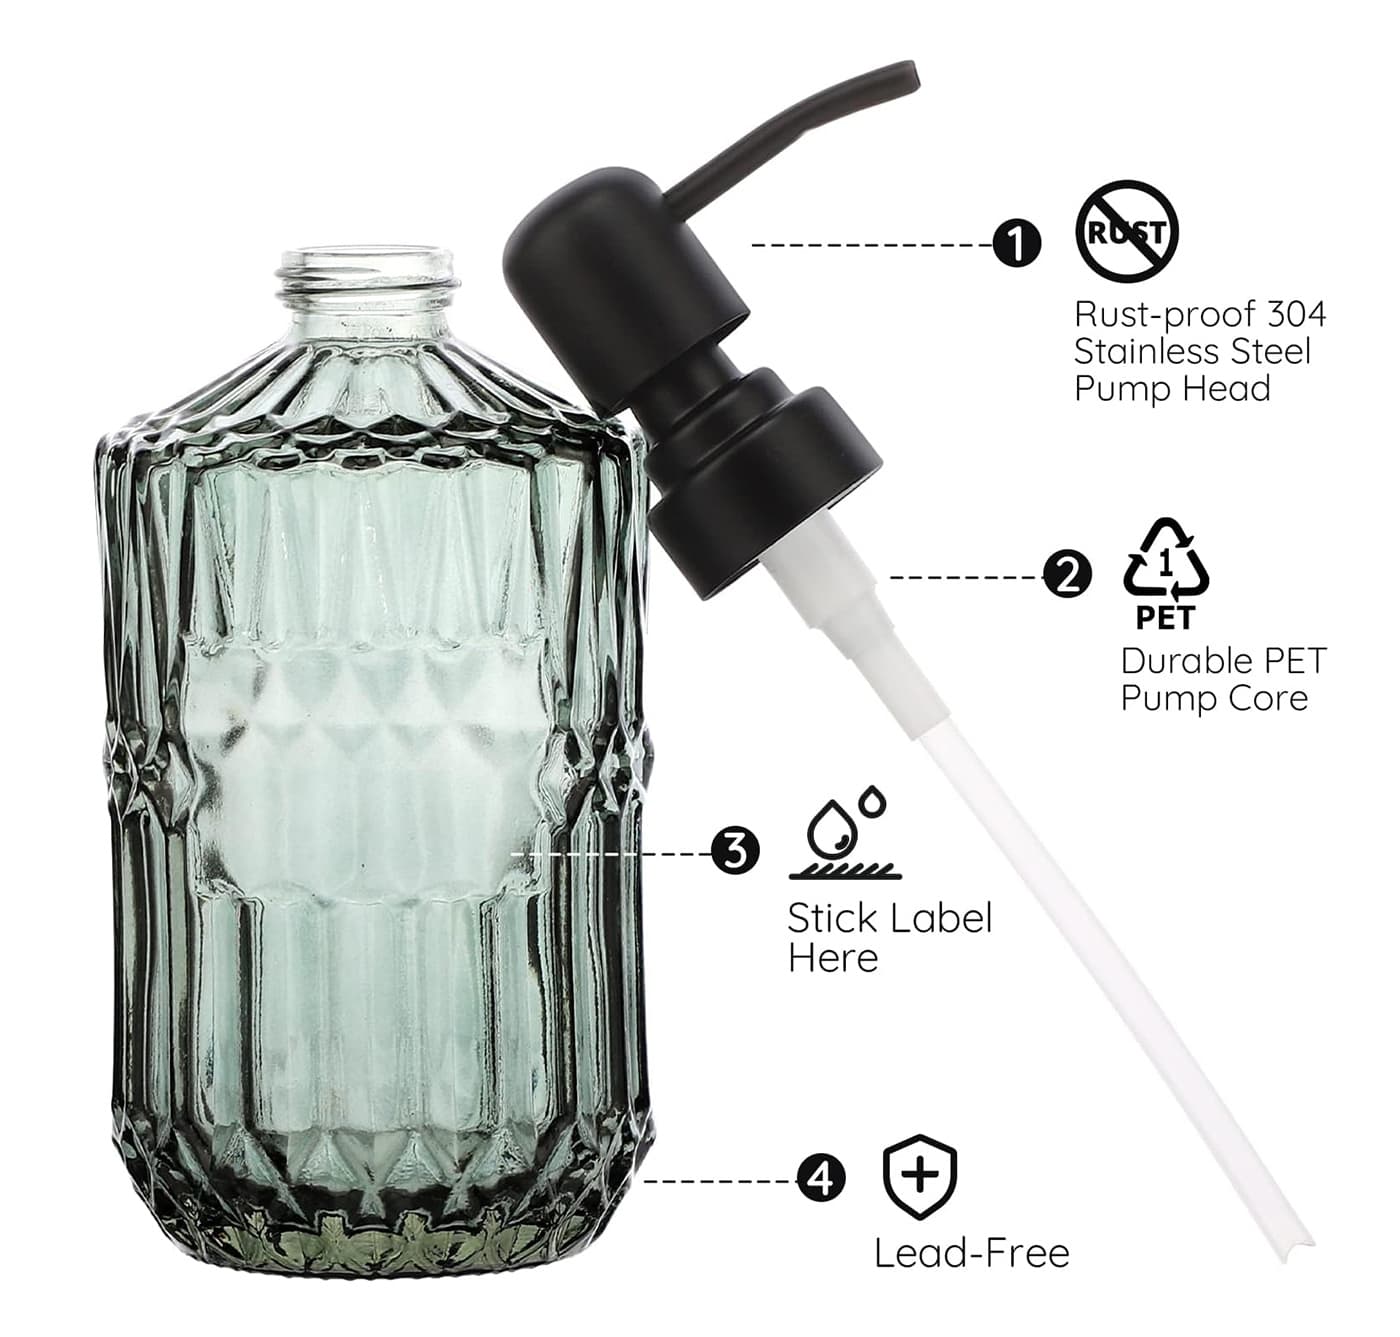 1
RUST
Rust-proof 304
Stainless Steel
Pump Head
2
1
PET
Durable PET
Pump Core
3
Stick Label
Here
4
Lead-Free